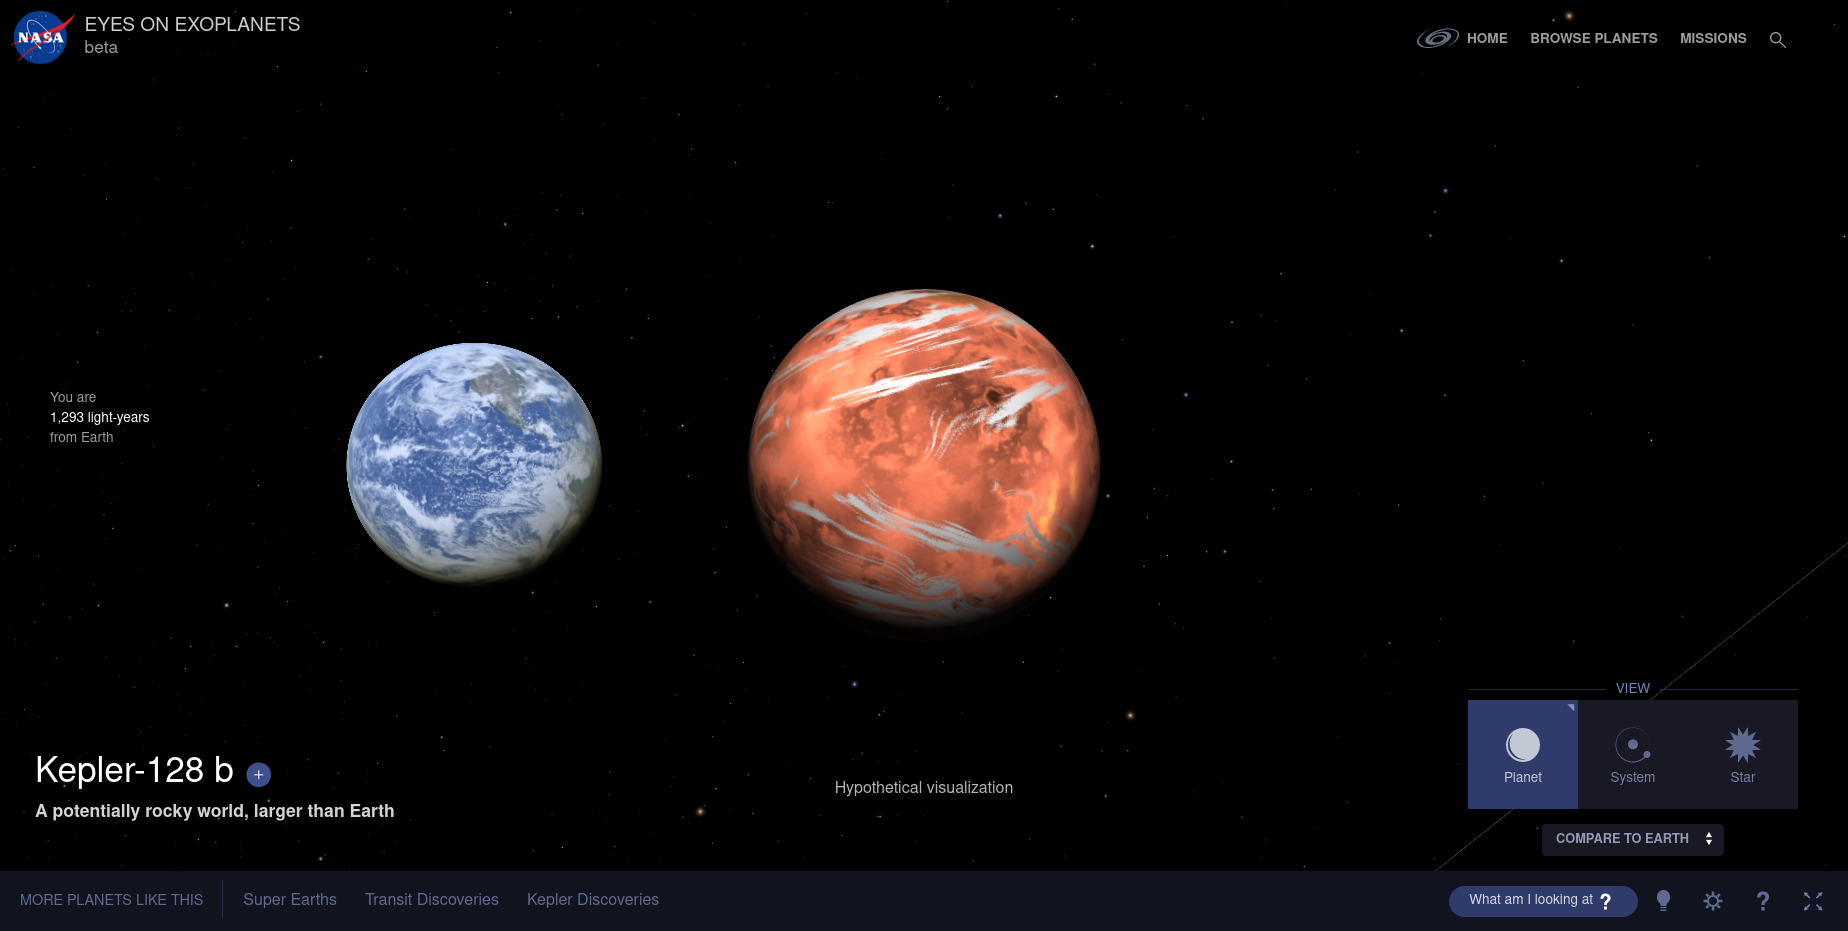 NASA
EYES ON EXOPLANETS
beta
HOME
BROWSE PLANETS
MISSIONS
You are
1,293 light-years
from Earth
Kepler-128 b +
A potentially rocky world, larger than Earth
Hypothetical visualization
VIEW
Planet
System
Star
COMPARE TO EARTH
MORE PLANETS LIKE THIS
Super Earths
Transit Discoveries
Kepler Discoveries
What am I looking at ?
?